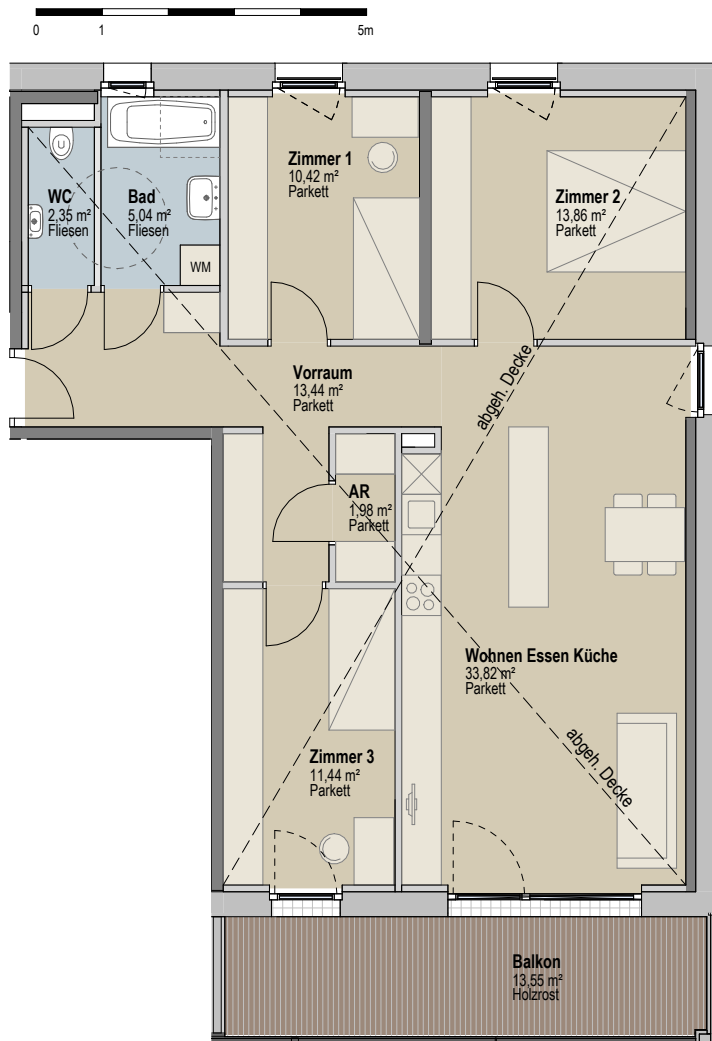 0 1 5m
WC
2,35 m²
Fliesen
Bad
5,04 m²
Fliesen
WM
Zimmer 1
10,42 m²
Parkett
Zimmer 2
13,86 m²
Parkett
Vorraum
13,44 m²
Parkett
abgeh. Decke
AR
1,98 m²
Parkett
Wohnen Essen Küche
33,82 m²
Parkett
abgeh. Decke
Zimmer 3
11,44 m²
Parkett
Balkon
13,55 m²
Holzrost